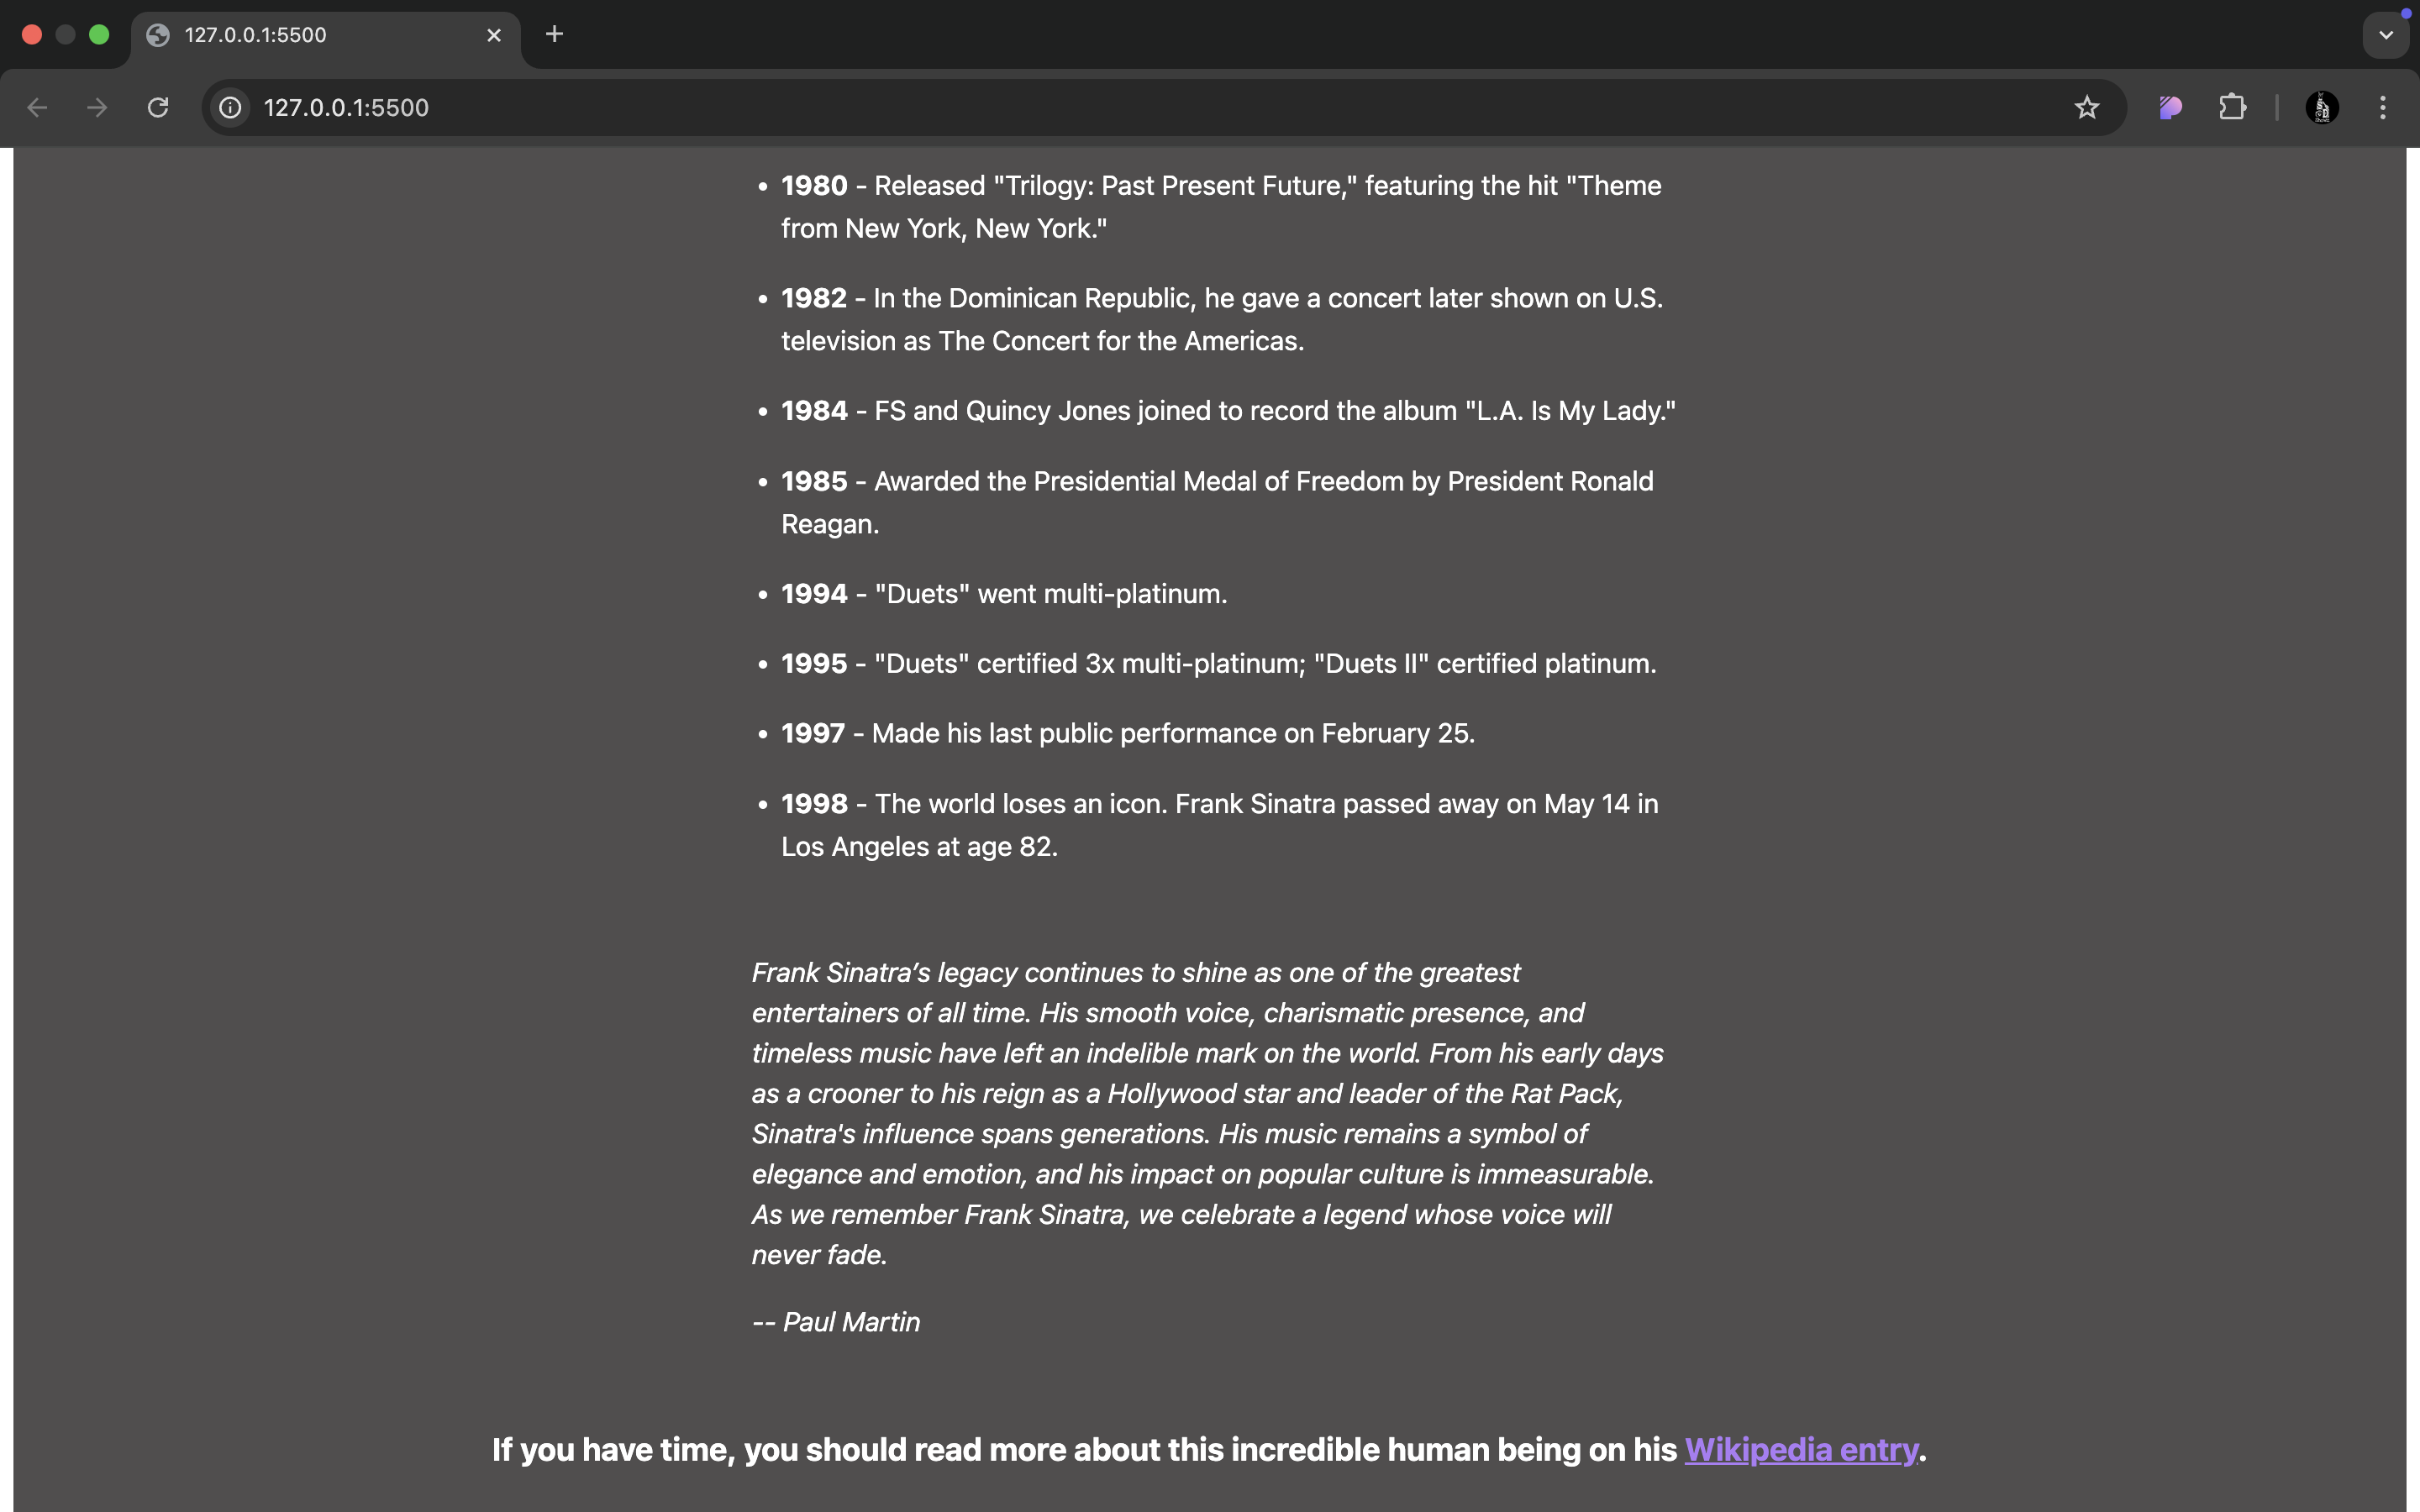 127.0.0.1:5500
127.0.0.1:5500
• 1980 - Released "Trilogy: Past Present Future," featuring the hit "Theme
from New York, New York."
• 1982 - In the Dominican Republic, he gave a concert later shown on U.S.
television as The Concert for the Americas.
• 1984 - FS and Quincy Jones joined to record the album "L.A. Is My Lady."
• 1985 - Awarded the Presidential Medal of Freedom by President Ronald
Reagan.
• 1994 - "Duets" went multi-platinum.
• 1995 - "Duets" certified 3x multi-platinum; "Duets II" certified platinum.
• 1997 - Made his last public performance on February 25.
• 1998 - The world loses an icon. Frank Sinatra passed away on May 14 in
Los Angeles at age 82.
Frank Sinatra’s legacy continues to shine as one of the greatest
entertainers of all time. His smooth voice, charismatic presence, and
timeless music have left an indelible mark on the world. From his early days
as a crooner to his reign as a Hollywood star and leader of the Rat Pack,
Sinatra's influence spans generations. His music remains a symbol of
elegance and emotion, and his impact on popular culture is immeasurable.
As we remember Frank Sinatra, we celebrate a legend whose voice will
never fade.
-- Paul Martin
If you have time, you should read more about this incredible human being on his Wikipedia entry.